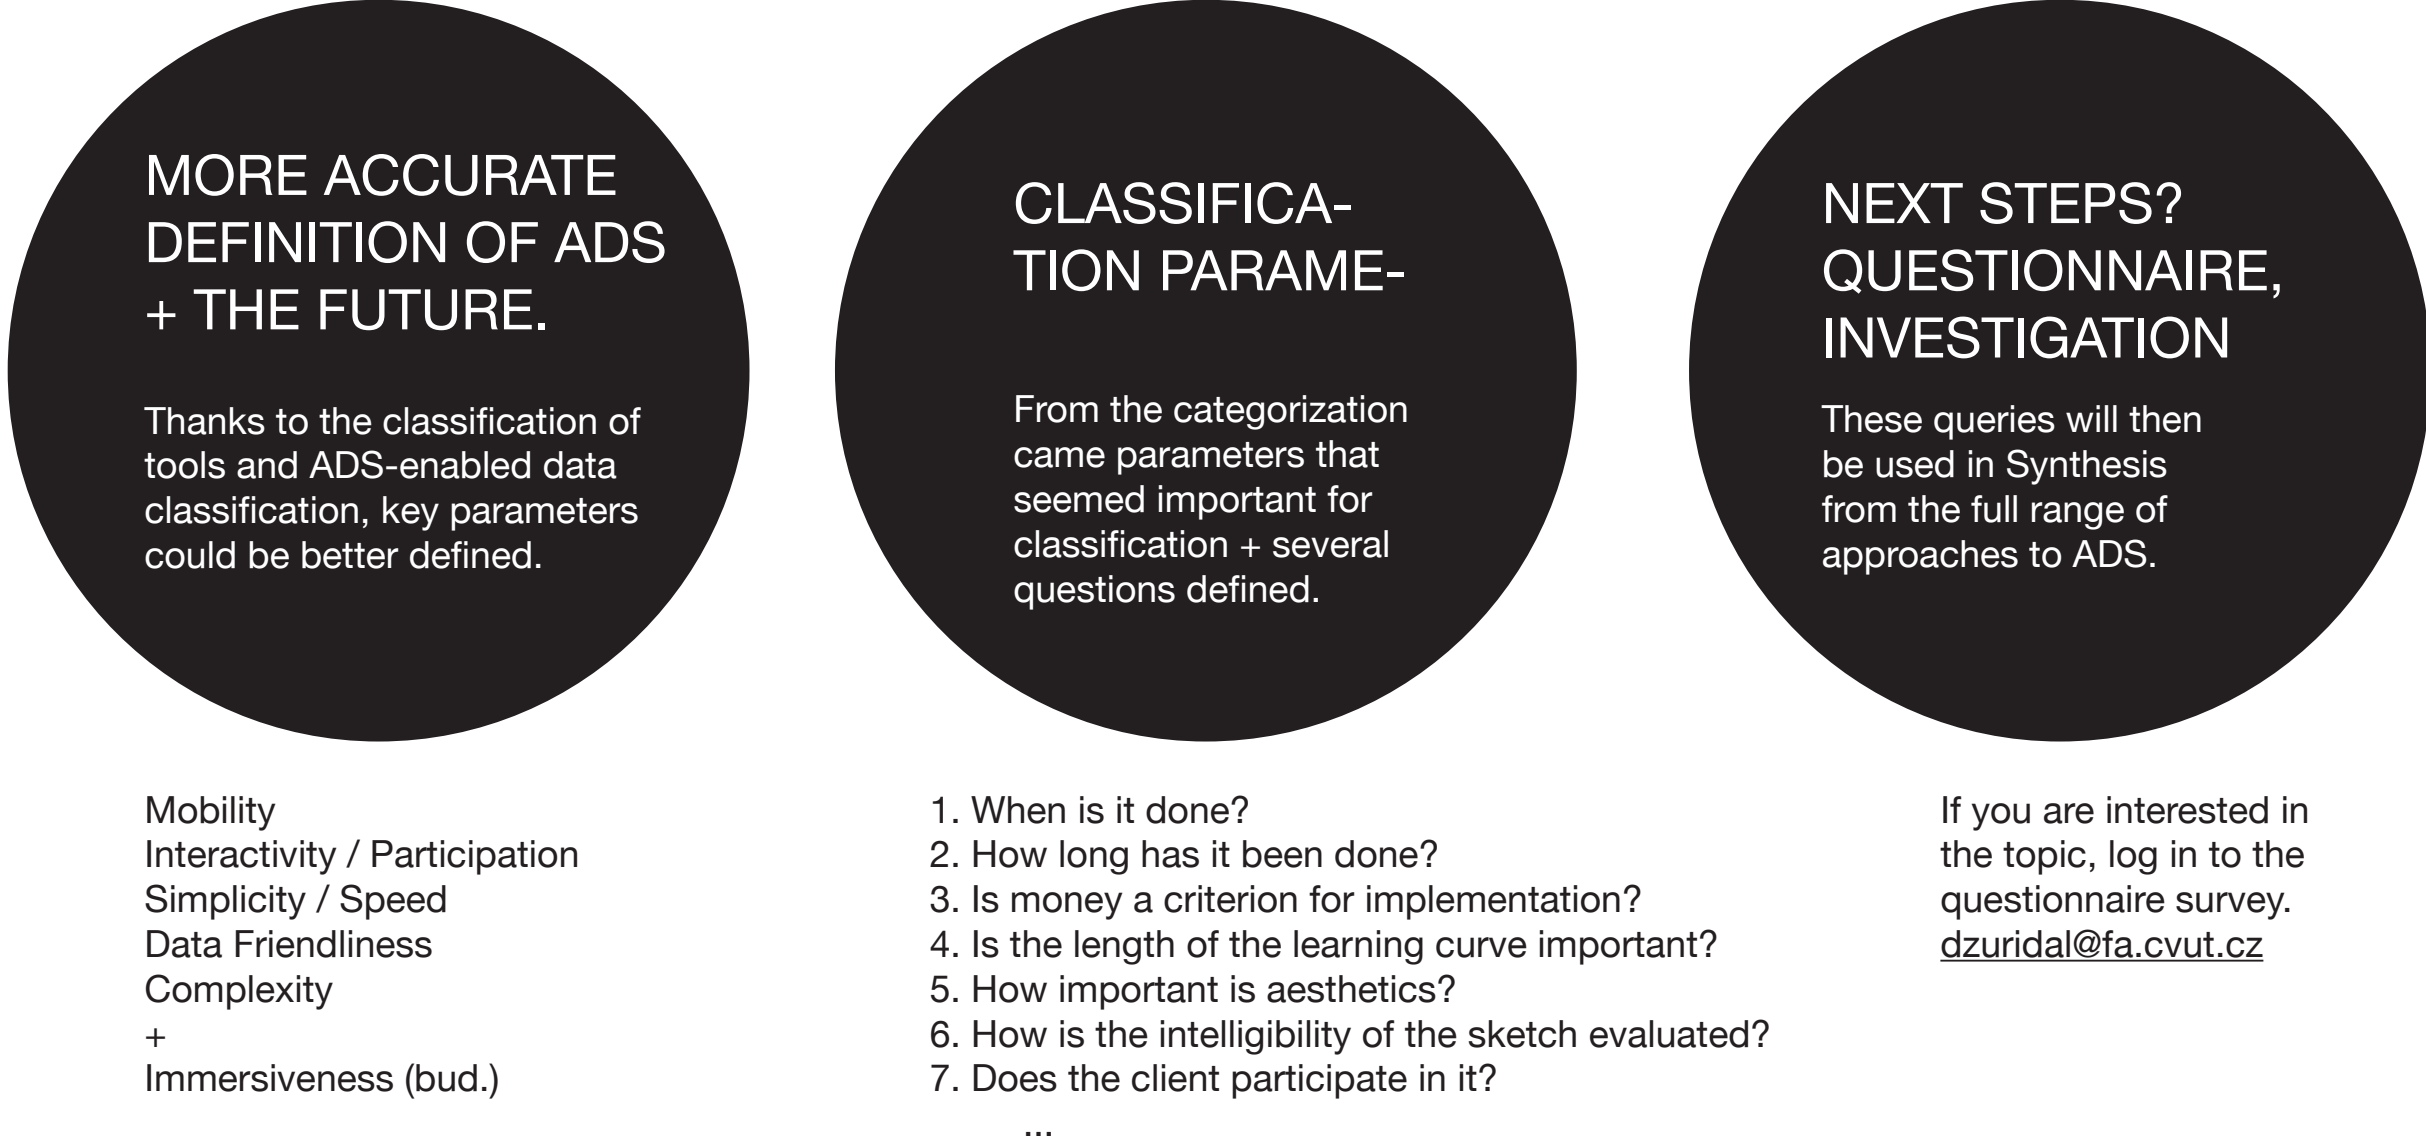 MORE ACCURATE
DEFINITION OF ADS
+ THE FUTURE.
Thanks to the classification of
tools and ADS-enabled data
classification, key parameters
could be better defined.
Mobility
Interactivity / Participation
Simplicity / Speed
Data Friendliness
Complexity
+
Immersiveness (bud.)
CLASSIFICA-
TION PARAME-
From the categorization
came parameters that
seemed important for
classification + several
questions defined.
1. When is it done?
2. How long has it been done?
3. Is money a criterion for implementation?
4. Is the length of the learning curve important?
5. How important is aesthetics?
6. How is the intelligibility of the sketch evaluated?
7. Does the client participate in it?
...
NEXT STEPS?
QUESTIONNAIRE,
INVESTIGATION
These queries will then
be used in Synthesis
from the full range of
approaches to ADS.
If you are interested in
the topic, log in to the
questionnaire survey.
dzuridal@fa.cvut.cz